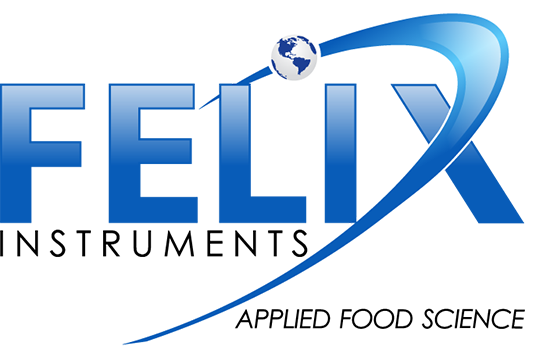 FELIX
INSTRUMENTS
APPLIED FOOD SCIENCE